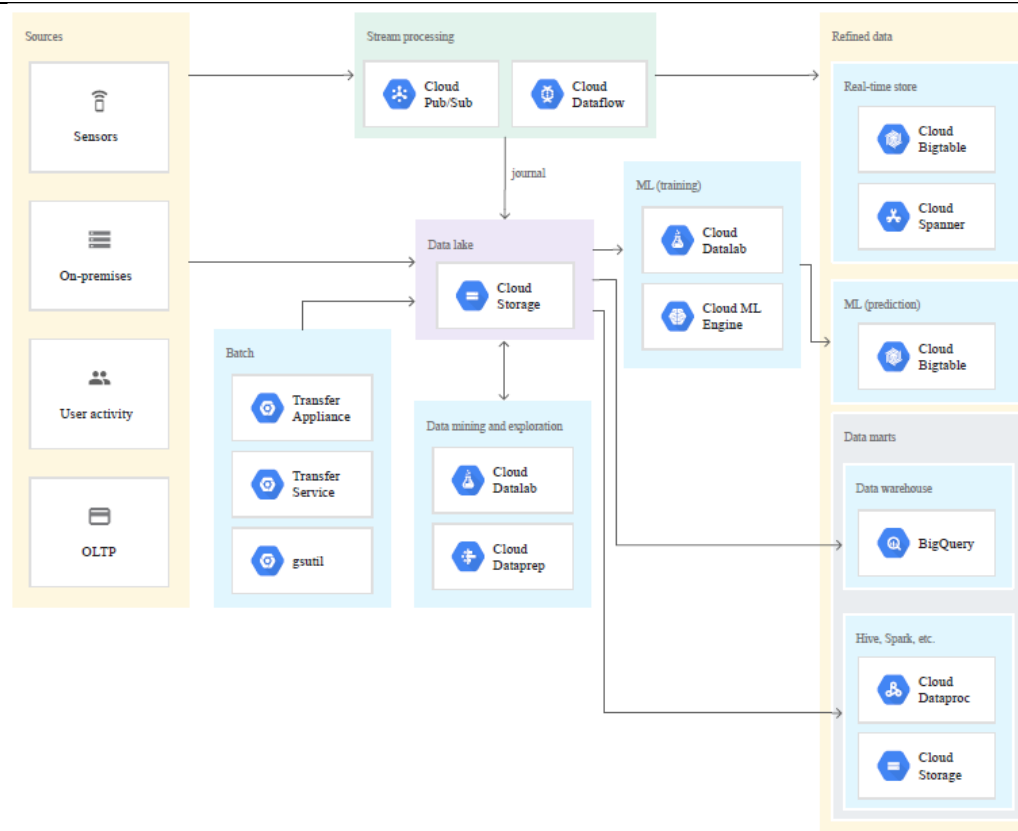 Sources
Sensors
On-premises
User activity
OLTP
Stream processing
Cloud
Pub/Sub
Cloud
Dataflow
journal
Data lake
Cloud
Storage
Batch
Transfer
Appliance
Transfer
Service
gsutil
Data mining and exploration
Cloud
Datalab
Cloud
Dataprep
ML (training)
Cloud
Datalab
Cloud ML
Engine
Refined data
Real-time store
Cloud
Bigtable
Cloud
Spanner
ML (prediction)
Cloud
Bigtable
Data marts
Data warehouse
BigQuery
Hive, Spark, etc.
Cloud
Dataproc
Cloud
Storage